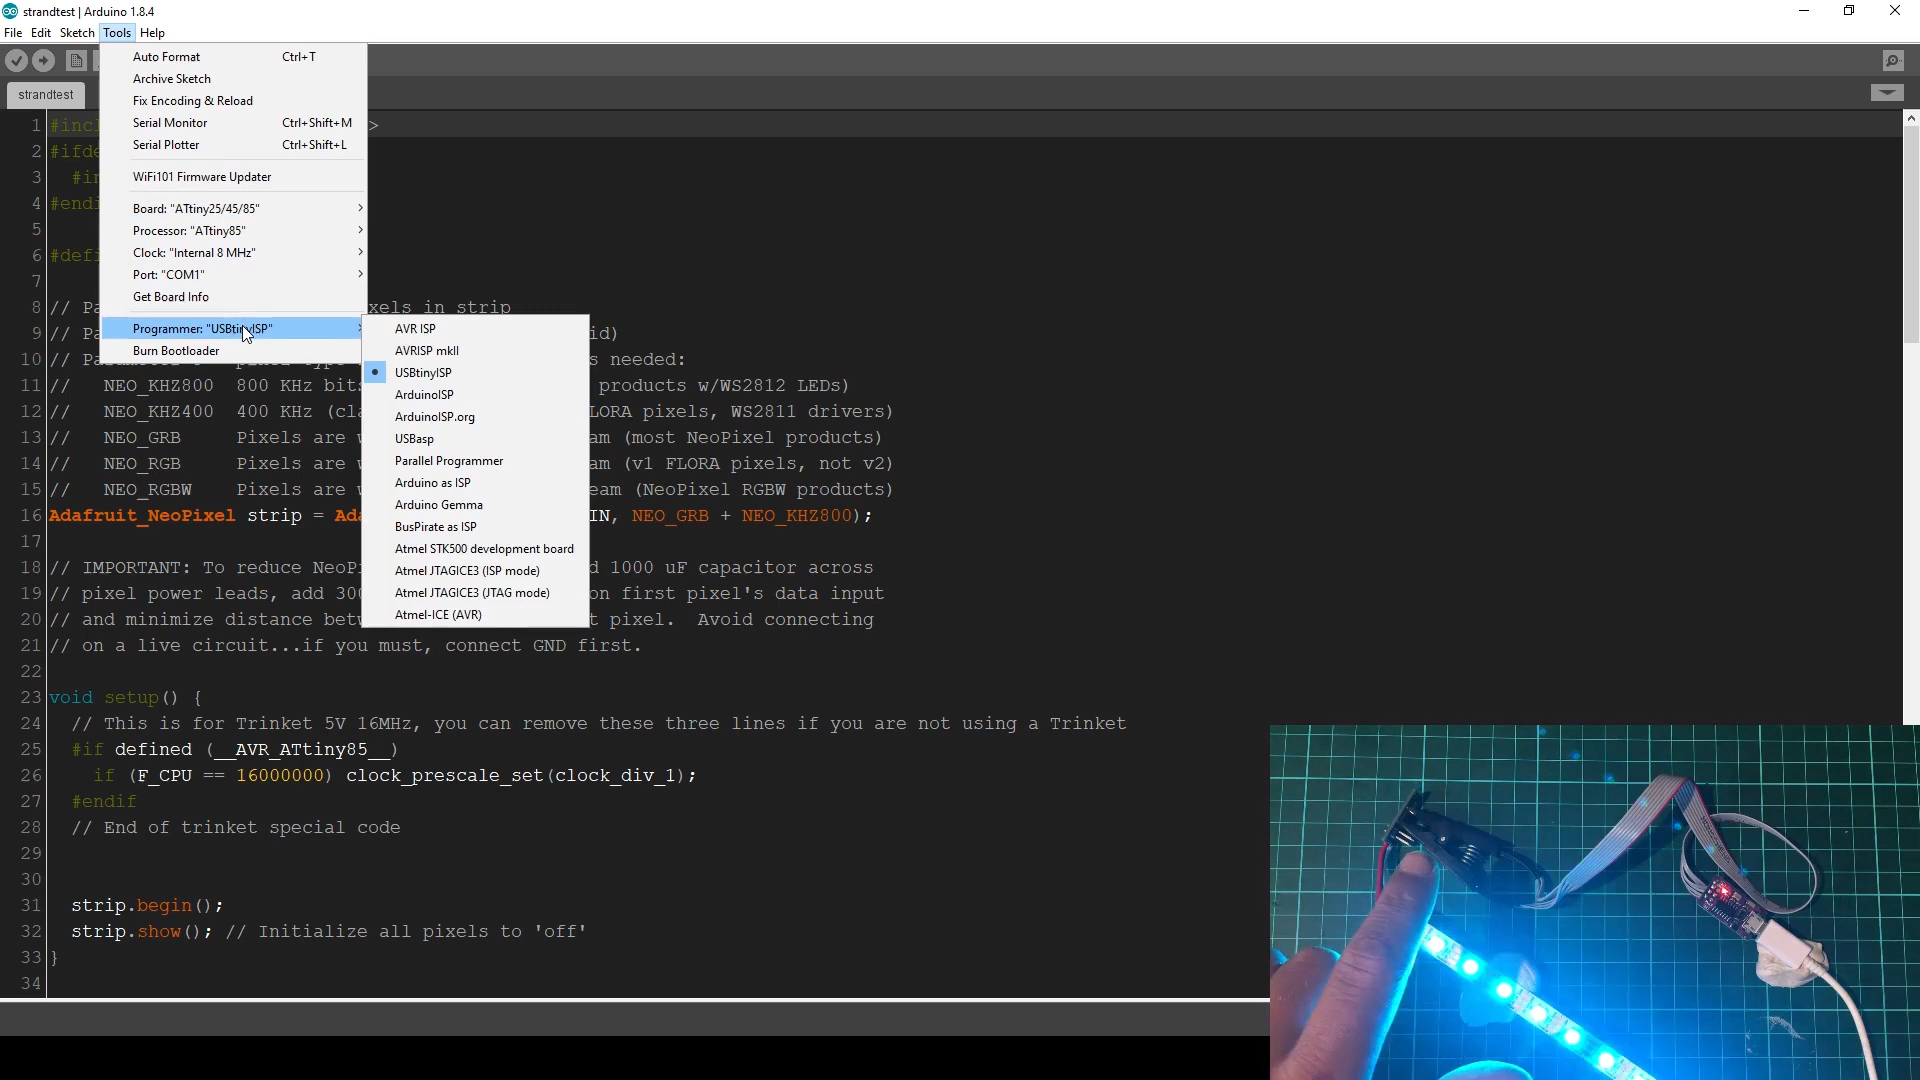 strandtest | Arduino 1.8.4
File Edit Sketch Tools Help
strandtest
Auto Format Ctrl+T
Archive Sketch
Fix Encoding & Reload
Serial Monitor Ctrl+Shift+M
Serial Plotter Ctrl+Shift+L
WiFi101 Firmware Updater
Board: "ATtiny25/45/85"
Processor: "ATtiny85"
Clock: "Internal 8 MHz"
Port: "COM1"
Get Board Info
Programmer: "USBtinyISP"
Burn Bootloader
AVR ISP
AVRISP mkII
USBtinyISP
ArduinoISP
ArduinoISP.org
USBasp
Parallel Programmer
Arduino as ISP
Arduino Gemma
BusPirate as ISP
Atmel STK500 development board
Atmel JTAGICE3 (ISP mode)
Atmel JTAGICE3 (JTAG mode)
Atmel-ICE (AVR)
1 #incl >
2 #ifde
3 #in
4 #endi
5
6 #defi
7
8 // Pa xels in strip
9 // Pa id)
10 // Pa s needed:
11 // NEO_KHZ800 800 KHz bits products w/WS2812 LEDs)
12 // NEO_KHZ400 400 KHz (cla LORA pixels, WS2811 drivers)
13 // NEO_GRB Pixels are w am (most NeoPixel products)
14 // NEO_RGB Pixels are w am (v1 FLORA pixels, not v2)
15 // NEO_RGBW Pixels are w eam (NeoPixel RGBW products)
16 Adafruit_NeoPixel strip = Ada IN, NEO_GRB + NEO_KHZ800);
17
18 // IMPORTANT: To reduce NeoPi d 1000 uF capacitor across
19 // pixel power leads, add 300 on first pixel's data input
20 // and minimize distance betw t pixel. Avoid connecting
21 // on a live circuit...if you must, connect GND first.
22
23 void setup() {
24 // This is for Trinket 5V 16MHz, you can remove these three lines if you are not using a Trinket
25 #if defined (__AVR_ATtiny85__)
26 if (F_CPU == 16000000) clock_prescale_set(clock_div_1);
27 #endif
28 // End of trinket special code
29
30
31 strip.begin();
32 strip.show(); // Initialize all pixels to 'off'
33 }
34